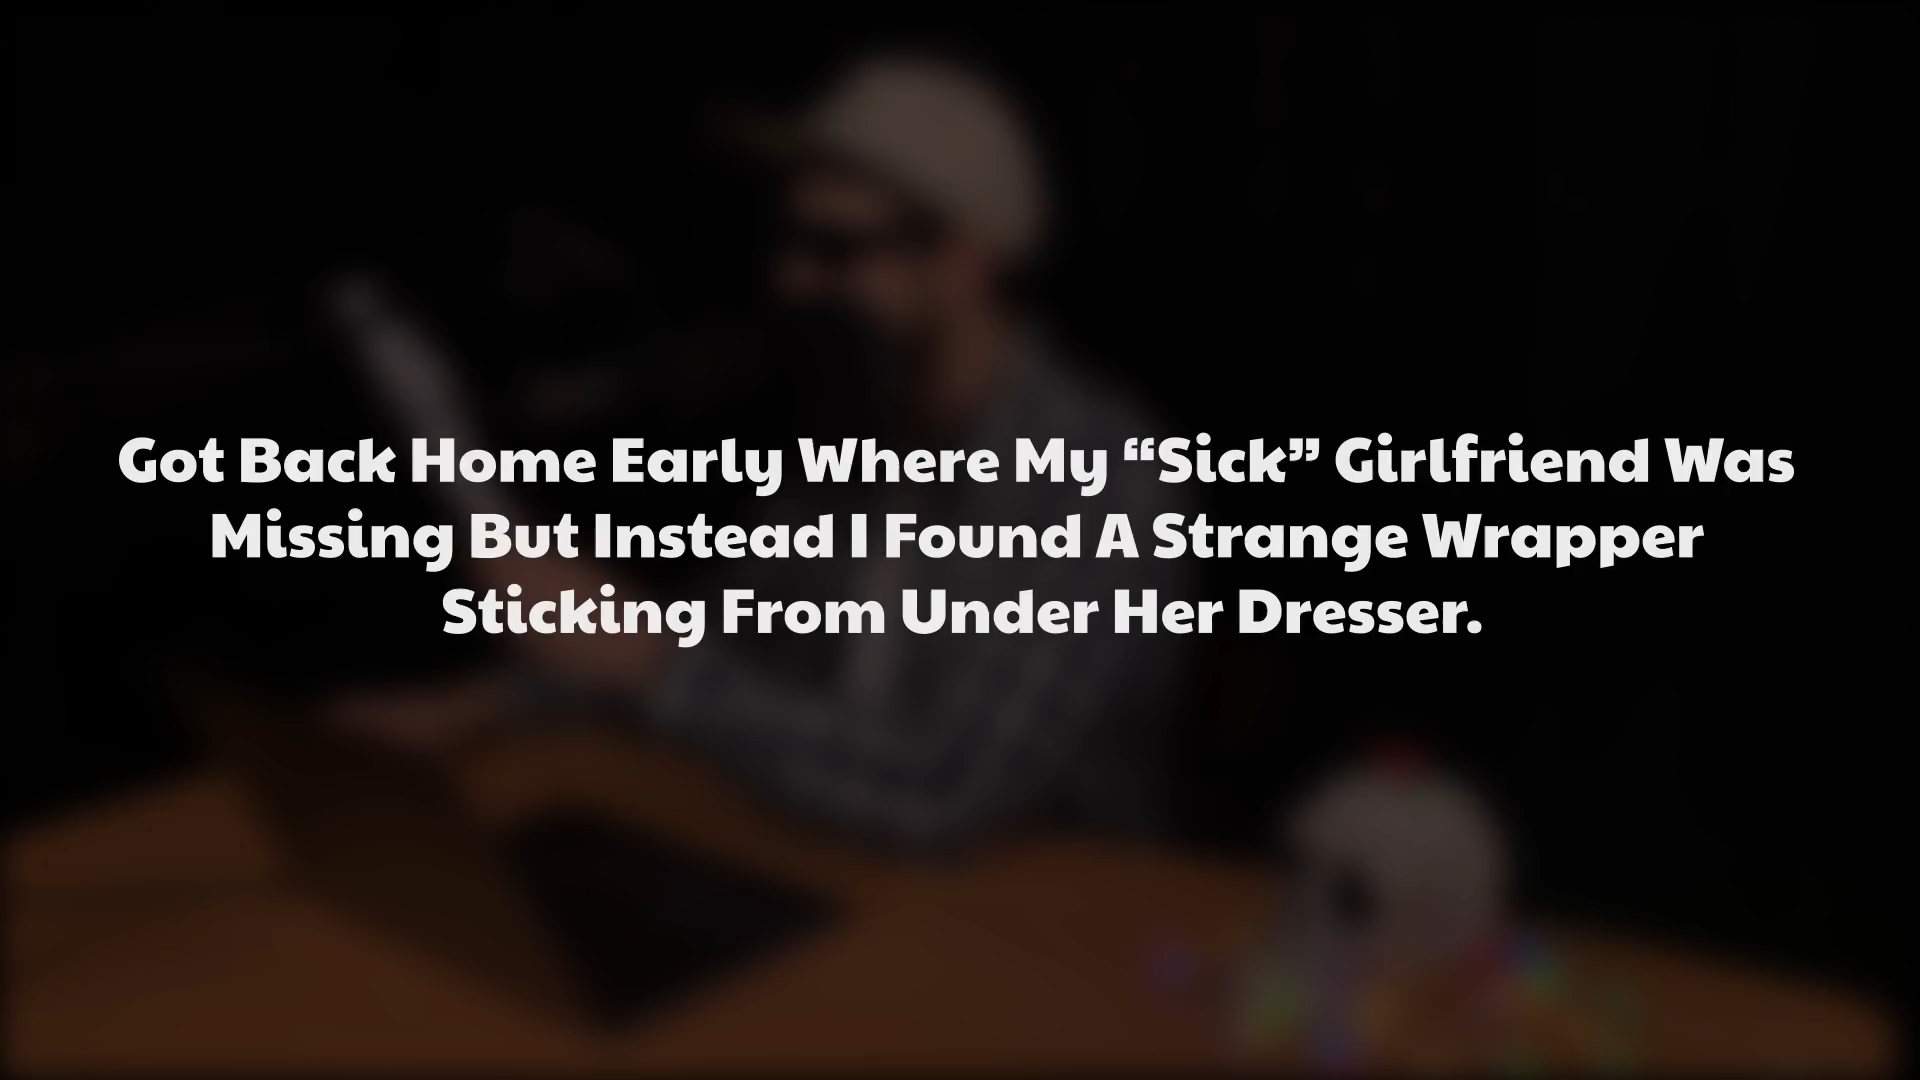 Got Back Home Early Where My “Sick” Girlfriend Was
Missing But Instead I Found A Strange Wrapper
Sticking From Under Her Dresser.